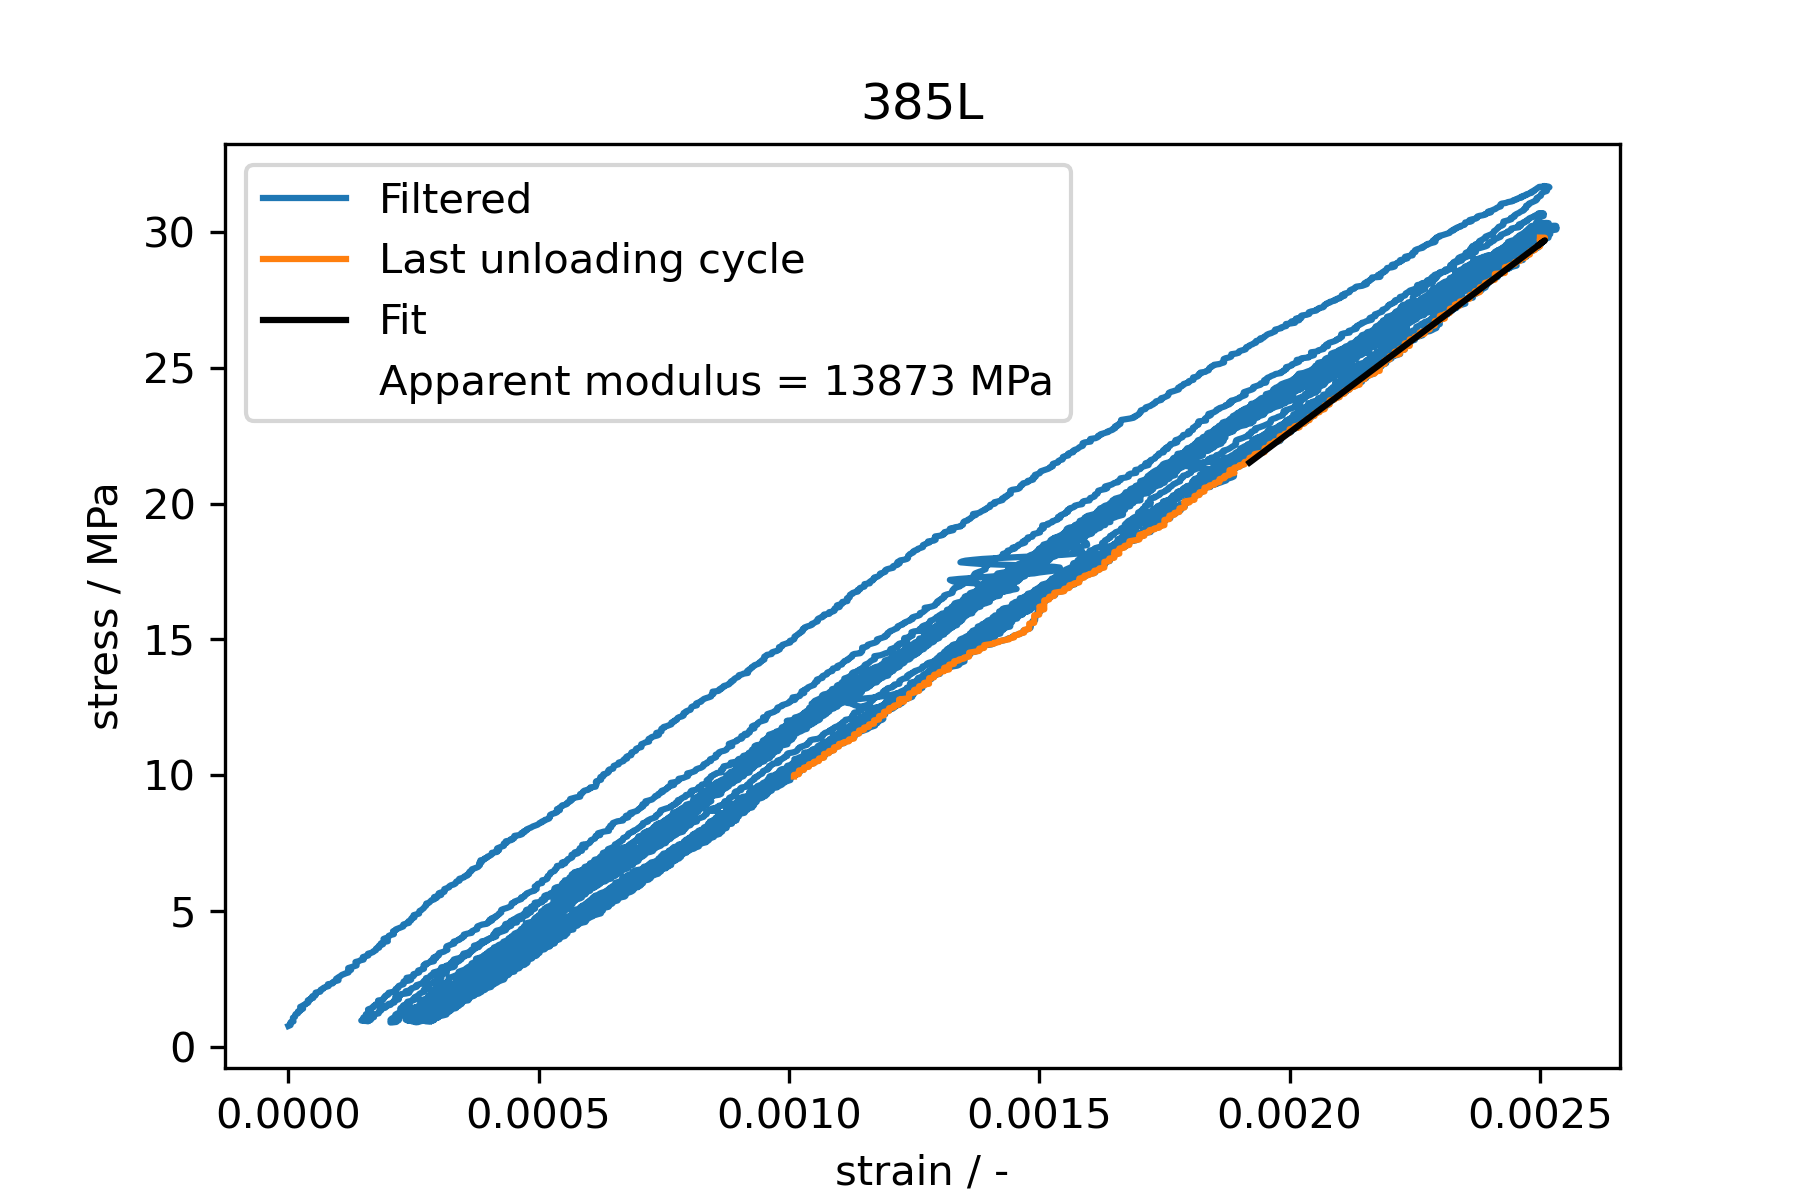 385L
Filtered
Last unloading cycle
Fit
Apparent modulus = 13873 MPa
stress / MPa
30
25
20
15
10
5
0
0.0000 0.0005 0.0010 0.0015 0.0020 0.0025
strain / -